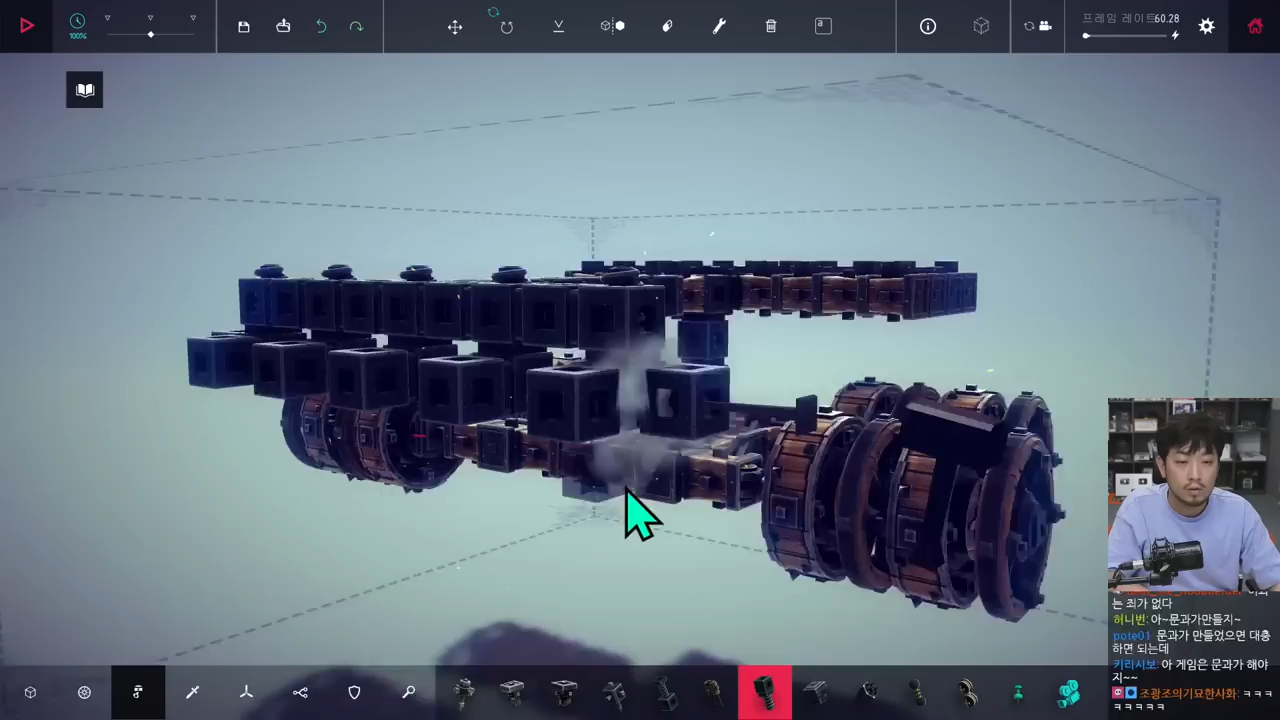 프레임 레이트 60.28
100%
a
는 죄가 없다
허니번: 아~문과가만들지~
pote01 문과가 만들었으면 대충
하면 되는데
키리시보: 아 게임은 문과가 해야
지~~
조광조의기묘한사화: ㅋㅋㅋ
ㅋㅋㅋㅋㅋ